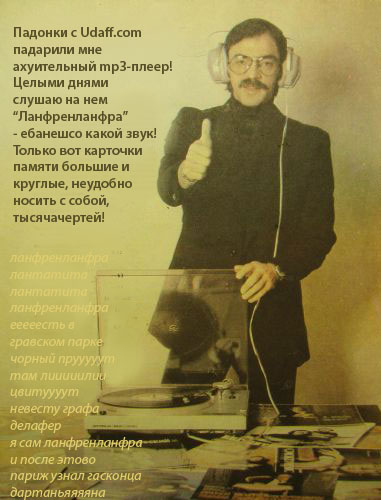 Падонки с Udaff.com
падарили мне
ахуительный mp3-плеер!
Целыми днями
слушаю на нем
“Ланфренланфра”
- ебанешсо какой звук!
Только вот карточки
памяти большие и
круглые, неудобно
носить с собой,
тысячачертей!
ланфренланфра
лантатита
лантатита
ланфренланфра
еееесть в
гравском парке
чорный прууууут
там лиииилии
цвитуууут
невесту графа
делафер
я сам ланфренланфра
и после этово
париж узнал гасконца
дартаньяяяяна